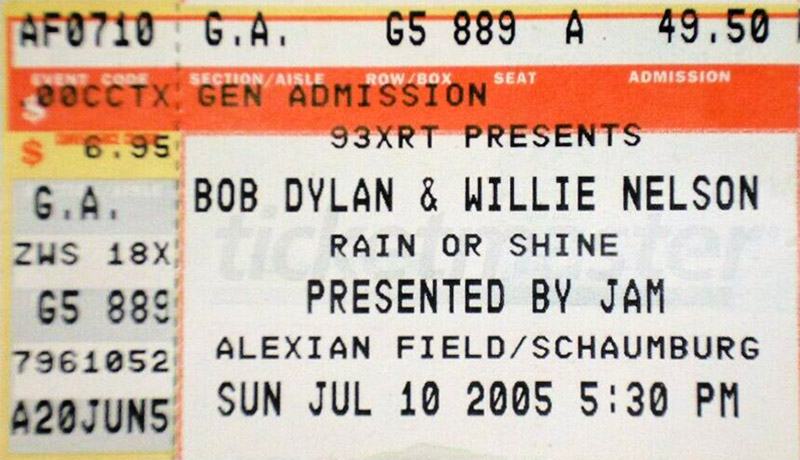 AF0710 G.A. G5 889 A 49.50
EVENT CODE SECTION/AISLE ROW/BOX SEAT ADMISSION
$ .00CCTX GEN ADMISSION
93XRT PRESENTS
$ 6.95
BOB DYLAN & WILLIE NELSON
G.A.
RAIN OR SHINE
ZWS 18X
PRESENTED BY JAM
G5 889
ALEXIAN FIELD/SCHAUMBURG
7961052
SUN JUL 10 2005 5:30 PM
A20JUN5
ticketmaster